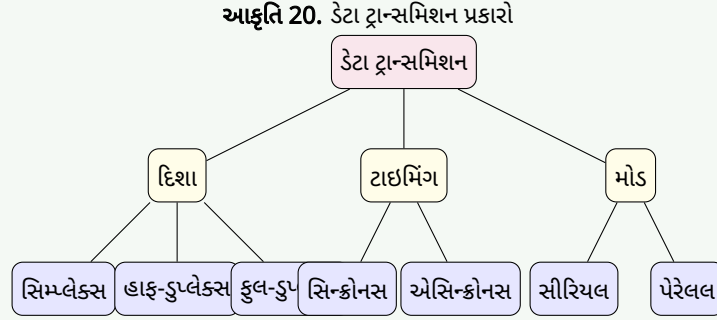 આકૃતિ 20. ડેટા ટ્રાન્સમિશન પ્રકારો
ડેટા ટ્રાન્સમિશન
દિશા ટાઇમિંગ મોડ
સિમ્પ્લેક્સ હાફ-ડુપ્લેક્સ ફુલ- સિન્ક્રોનસ એસિન્ક્રોનસ સીરિયલ પેરેલલ